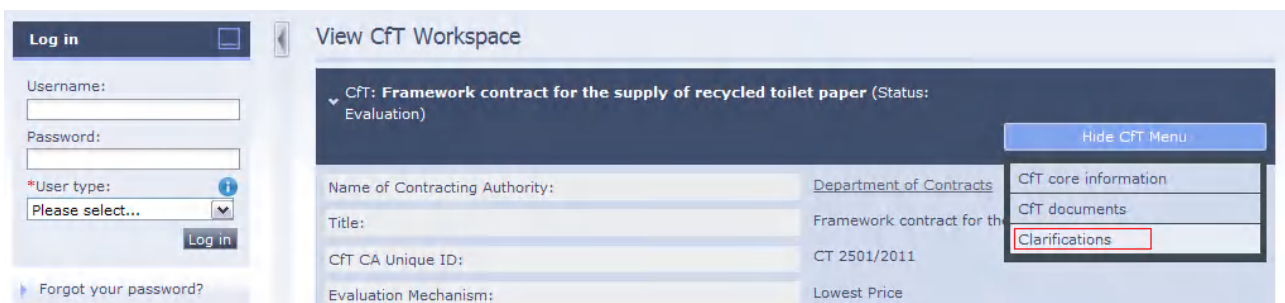 Log in
Username:
Password:
*User type:
Please select...
Log in
Forgot your password?
View CfT Workspace
CfT: Framework contract for the supply of recycled toilet paper (Status:
Evaluation)
Hide CfT Menu
CfT core information
CfT documents
Clarifications
Name of Contracting Authority: Department of Contracts
Title: Framework contract for the
CfT CA Unique ID: CT 2501/2011
Evaluation Mechanism: Lowest Price